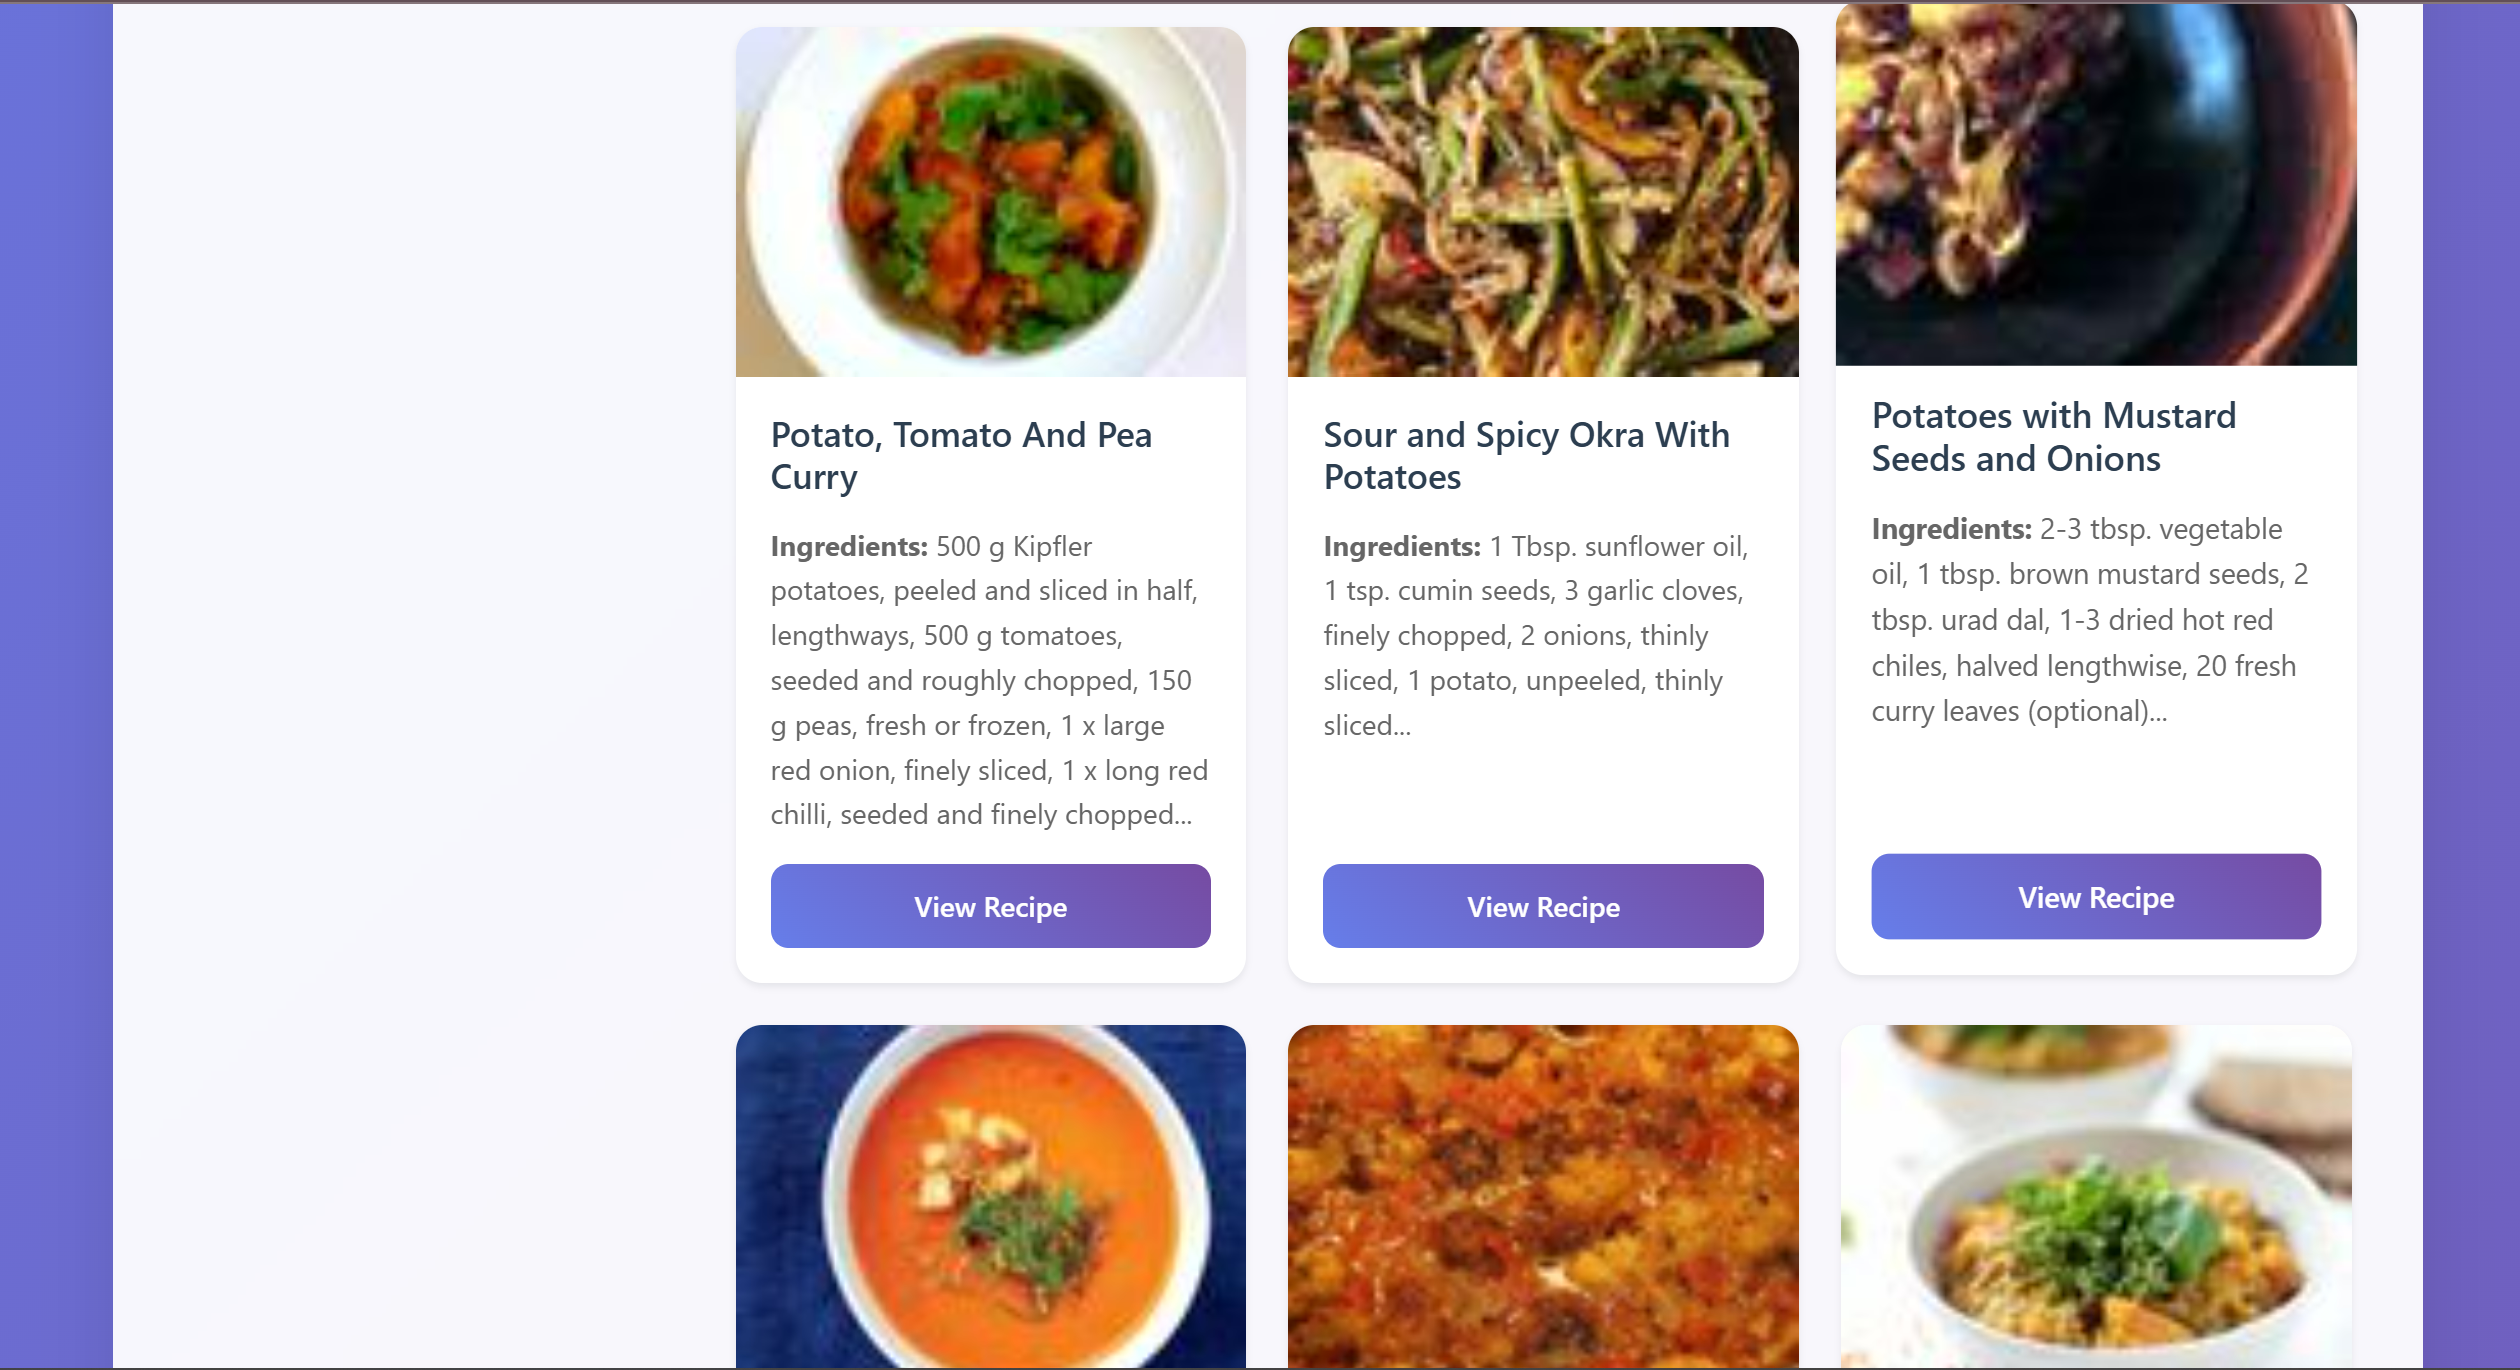 Potato, Tomato And Pea
Curry
Ingredients: 500 g Kipfler
potatoes, peeled and sliced in half,
lengthways, 500 g tomatoes,
seeded and roughly chopped, 150
g peas, fresh or frozen, 1 x large
red onion, finely sliced, 1 x long red
chilli, seeded and finely chopped...
View Recipe
Sour and Spicy Okra With
Potatoes
Ingredients: 1 Tbsp. sunflower oil,
1 tsp. cumin seeds, 3 garlic cloves,
finely chopped, 2 onions, thinly
sliced, 1 potato, unpeeled, thinly
sliced...
View Recipe
Potatoes with Mustard
Seeds and Onions
Ingredients: 2-3 tbsp. vegetable
oil, 1 tbsp. brown mustard seeds, 2
tbsp. urad dal, 1-3 dried hot red
chiles, halved lengthwise, 20 fresh
curry leaves (optional)...
View Recipe